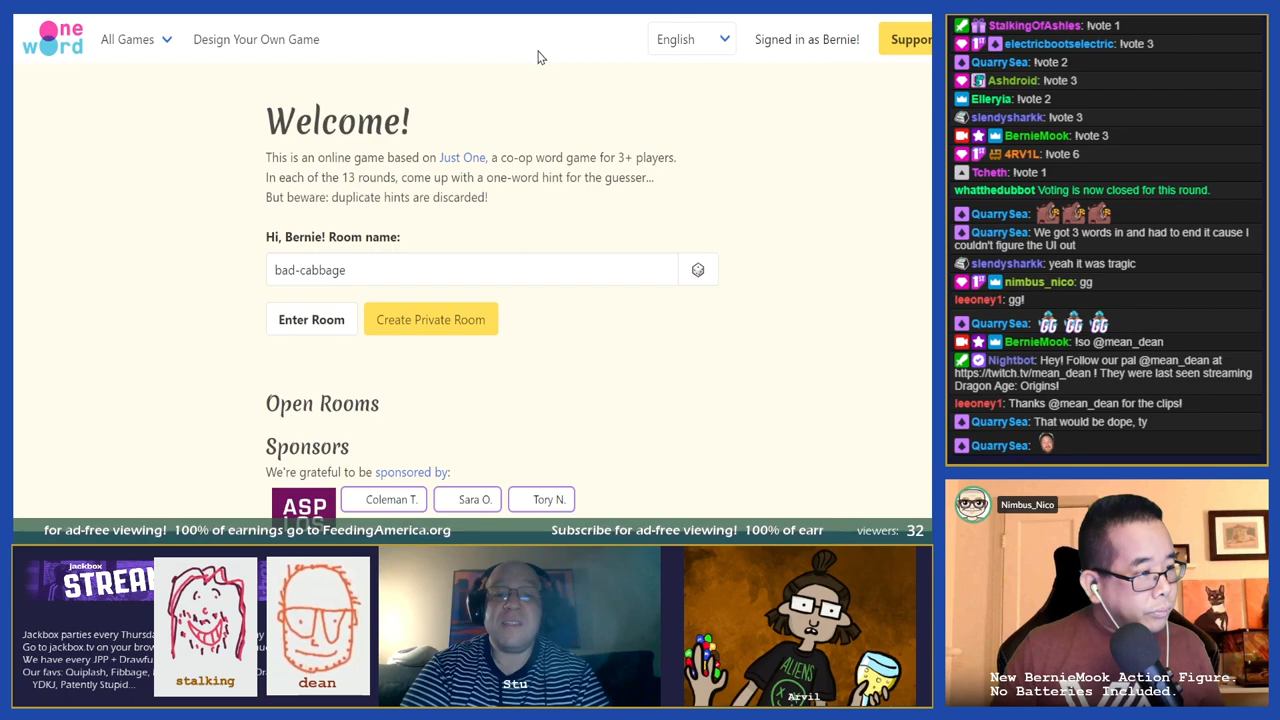 One
word
All Games
Design Your Own Game
English
Signed in as Bernie!
Suppor
Welcome!
This is an online game based on Just One, a co-op word game for 3+ players.
In each of the 13 rounds, come up with a one-word hint for the guesser...
But beware: duplicate hints are discarded!
Hi, Bernie! Room name:
bad-cabbage
Enter Room
Create Private Room
Open Rooms
Sponsors
We're grateful to be sponsored by:
ASP
Coleman T.
Sara O.
Tory N.
for ad-free viewing! 100% of earnings go to FeedingAmerica.org
Subscribe for ad-free viewing! 100% of earr
viewers: 32
StalkingOfAshles: !vote 1
electricbootselectric: !vote 3
QuarrySea: !vote 2
Ashdroid: !vote 3
Elleryia: !vote 2
slendysharkk: !vote 3
BernieMook: !vote 3
4RV1L: !vote 6
Tcheth: !vote 1
whatthedubbot Voting is now closed for this round.
QuarrySea:
QuarrySea: We got 3 words in and had to end it cause I
couldn't figure the UI out
slendysharkk: yeah it was tragic
nimbus_nico: gg
leeoney1: gg!
QuarrySea: GG GG GG
BernieMook: !so @mean_dean
Nightbot: Hey! Follow our pal @mean_dean at
https://twitch.tv/mean_dean ! They were last seen streaming
Dragon Age: Origins!
leeoney1: Thanks @mean_dean for the clips!
QuarrySea: That would be dope, ty
QuarrySea:
jackbox
STREA
Jackbox parties every Thursda
Go to jackbox.tv on your brow
We have every JPP + Drawfu
Our favs: Quiplash, Fibbage,
YDKJ, Patently Stupid...
stalking
dean
Stu
ALIENS
Arvil
Nimbus_Nico
New BernieMook Action Figure.
No Batteries Included.